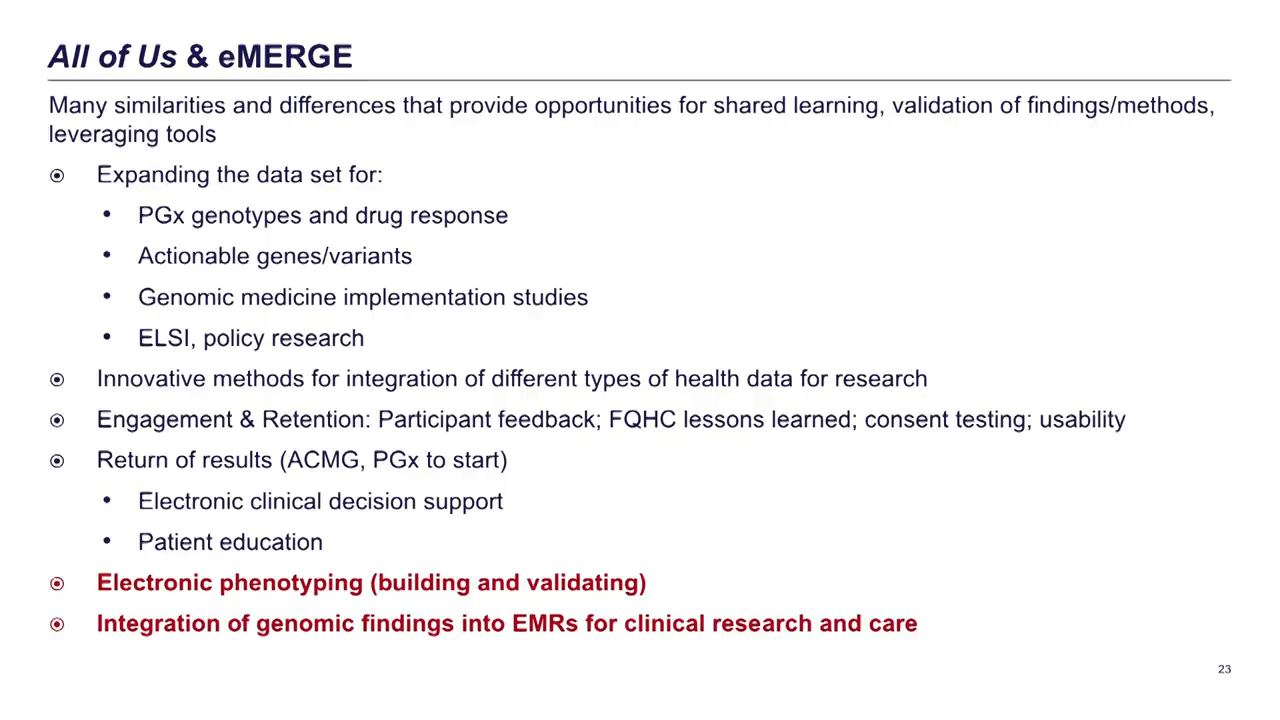 All of Us & eMERGE
Many similarities and differences that provide opportunities for shared learning, validation of findings/methods,
leveraging tools
Expanding the data set for:
• PGx genotypes and drug response
• Actionable genes/variants
• Genomic medicine implementation studies
• ELSI, policy research
Innovative methods for integration of different types of health data for research
Engagement & Retention: Participant feedback; FQHC lessons learned; consent testing; usability
Return of results (ACMG, PGx to start)
• Electronic clinical decision support
• Patient education
Electronic phenotyping (building and validating)
Integration of genomic findings into EMRs for clinical research and care
23